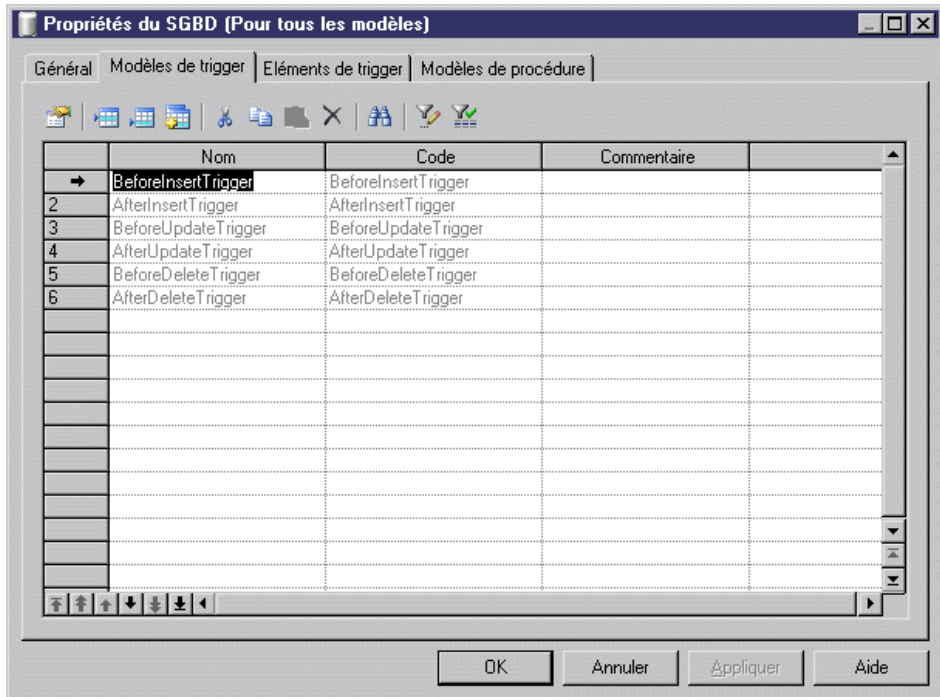 Propriétés du SGBD (Pour tous les modèles)
Général Modèles de trigger Eléments de trigger Modèles de procédure
Nom Code Commentaire
BeforeInsertTrigger BeforeInsertTrigger
2 AfterInsertTrigger AfterInsertTrigger
3 BeforeUpdateTrigger BeforeUpdateTrigger
4 AfterUpdateTrigger AfterUpdateTrigger
5 BeforeDeleteTrigger BeforeDeleteTrigger
6 AfterDeleteTrigger AfterDeleteTrigger
OK Annuler Appliquer Aide